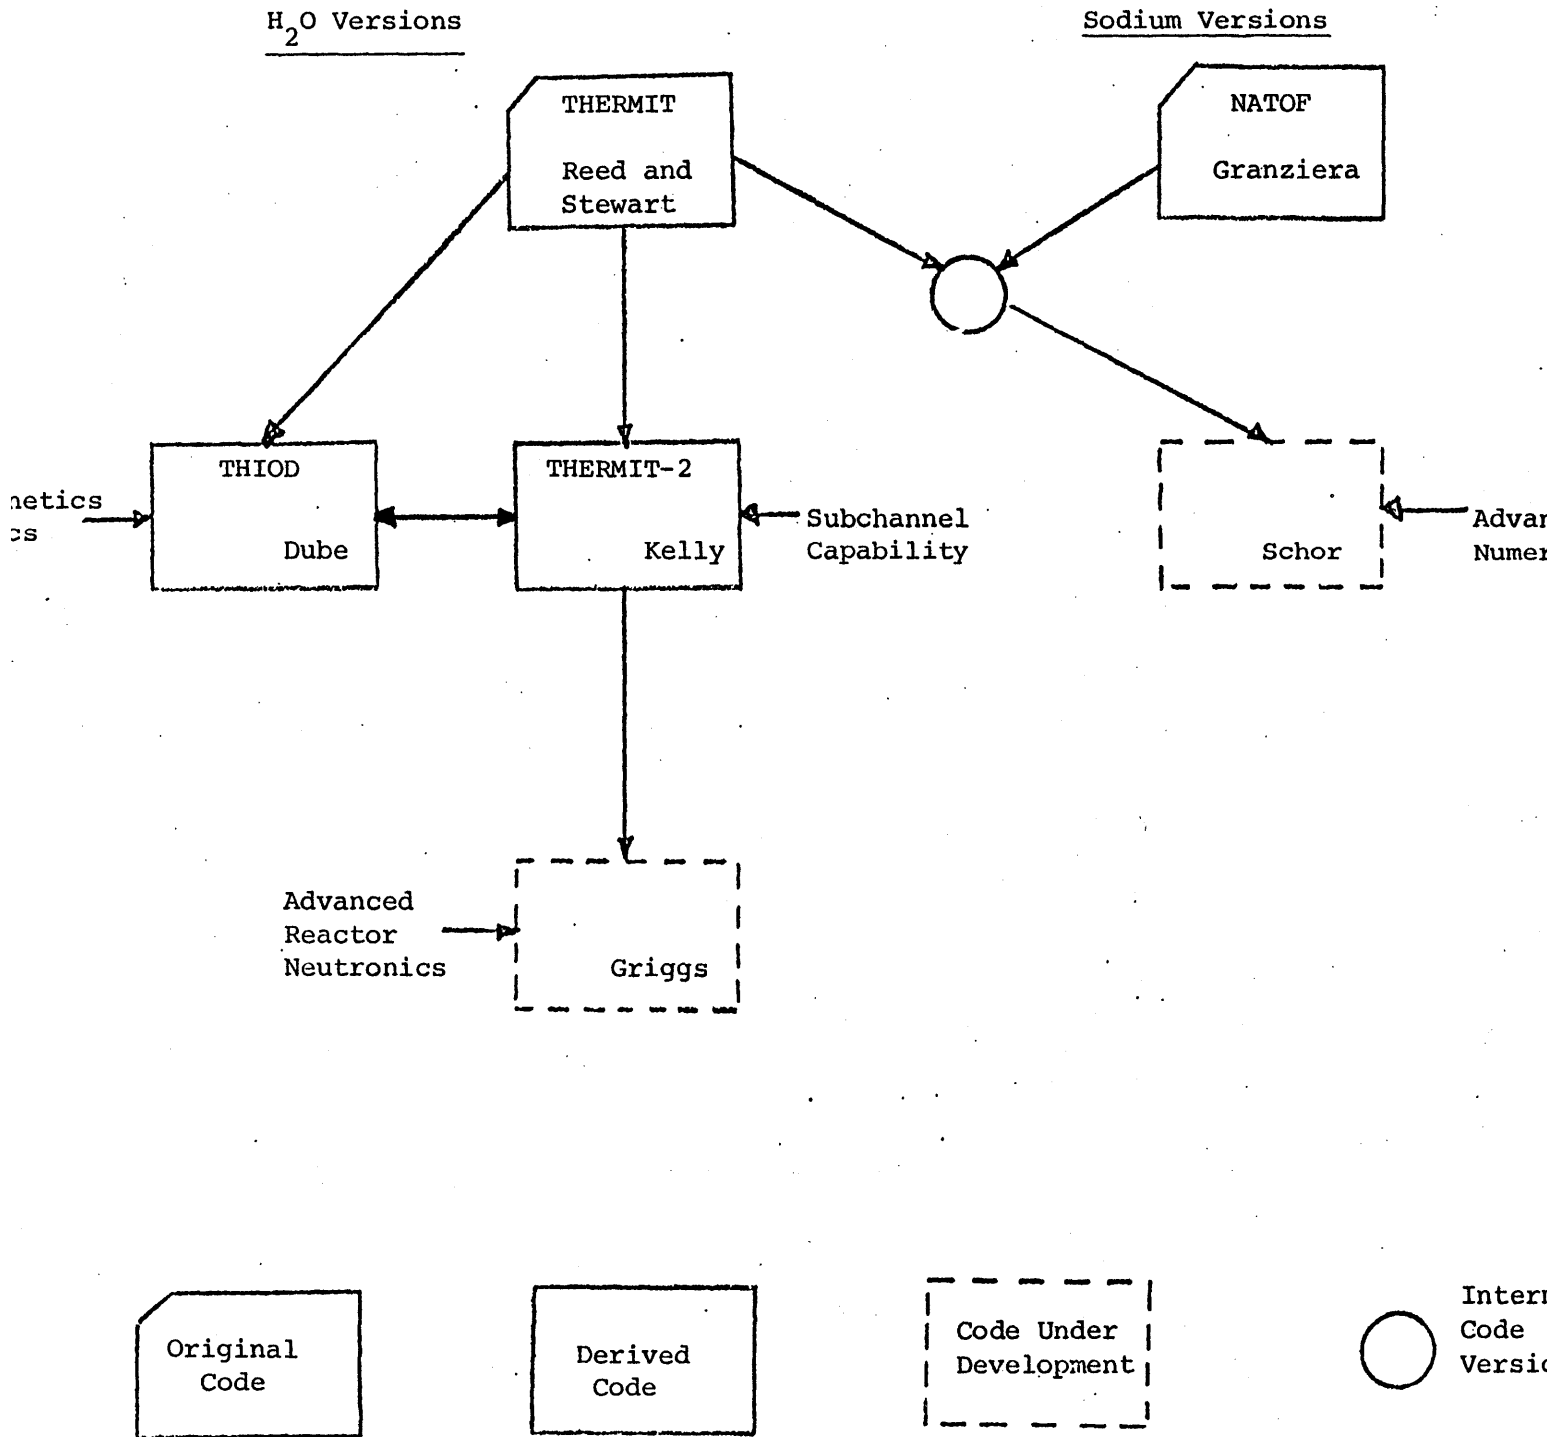 H2O Versions
Sodium Versions
THERMIT
Reed and
Stewart
NATOF
Granziera
THIOD
Dube
THERMIT-2
Kelly
Subchannel
Capability
Schor
Advanced
Reactor
Neutronics
Griggs
Original
Code
Derived
Code
Code Under
Development
Code